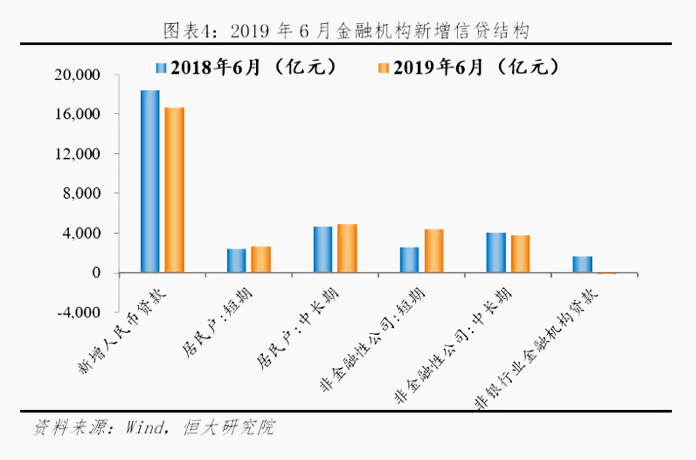 图表4：2019 年 6 月金融机构新增信贷结构
2018年6月（亿元）
2019年6月（亿元）
20,000
16,000
12,000
8,000
4,000
0
-4,000
新增人民币贷款
居民户:短期
居民户:中长期
非金融性公司:短期
非金融性公司:中长期
非银行业金融机构贷款
资料来源：Wind，恒大研究院